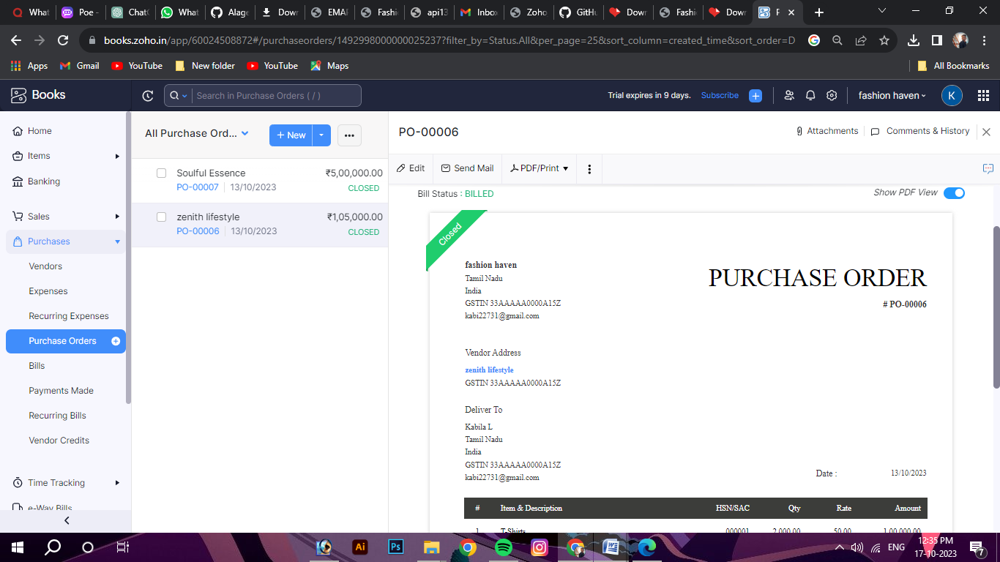 What
Poe -
ChatG
What
Alage
Down
EMAI
Fashi
api13
Inbox
Zoho
GitHu
Down
Fashi
Down
P
books.zoho.in/app/60024508872#/purchaseorders/1492998000000025237?filter_by=Status.All&per_page=25&sort_column=created_time&sort_order=D
Apps
Gmail
YouTube
New folder
YouTube
Maps
All Bookmarks
Books
Search in Purchase Orders ( / )
Trial expires in 9 days.
Subscribe
fashion haven
K
Home
Items
Banking
Sales
Purchases
Vendors
Expenses
Recurring Expenses
Purchase Orders
Bills
Payments Made
Recurring Bills
Vendor Credits
Time Tracking
e-Way Bills
All Purchase Ord...
+ New
Soulful Essence ₹5,00,000.00
PO-00007 13/10/2023 CLOSED
zenith lifestyle ₹1,05,000.00
PO-00006 13/10/2023 CLOSED
PO-00006
Attachments
Comments & History
Edit
Send Mail
PDF/Print
Bill Status : BILLED
Show PDF View
Closed
fashion haven
Tamil Nadu
India
GSTIN 33AAAAA0000A15Z
kabi22731@gmail.com
PURCHASE ORDER
# PO-00006
Vendor Address
zenith lifestyle
GSTIN 33AAAAA0000A15Z
Deliver To
Kabila L
Tamil Nadu
India
GSTIN 33AAAAA0000A15Z
kabi22731@gmail.com
Date : 13/10/2023
# Item & Description HSN/SAC Qty Rate Amount
1 T-Shirts 000001 2,000.00 50.00 1,00,000.00
Ai
Ps
ENG
12:35 PM
17-10-2023
7